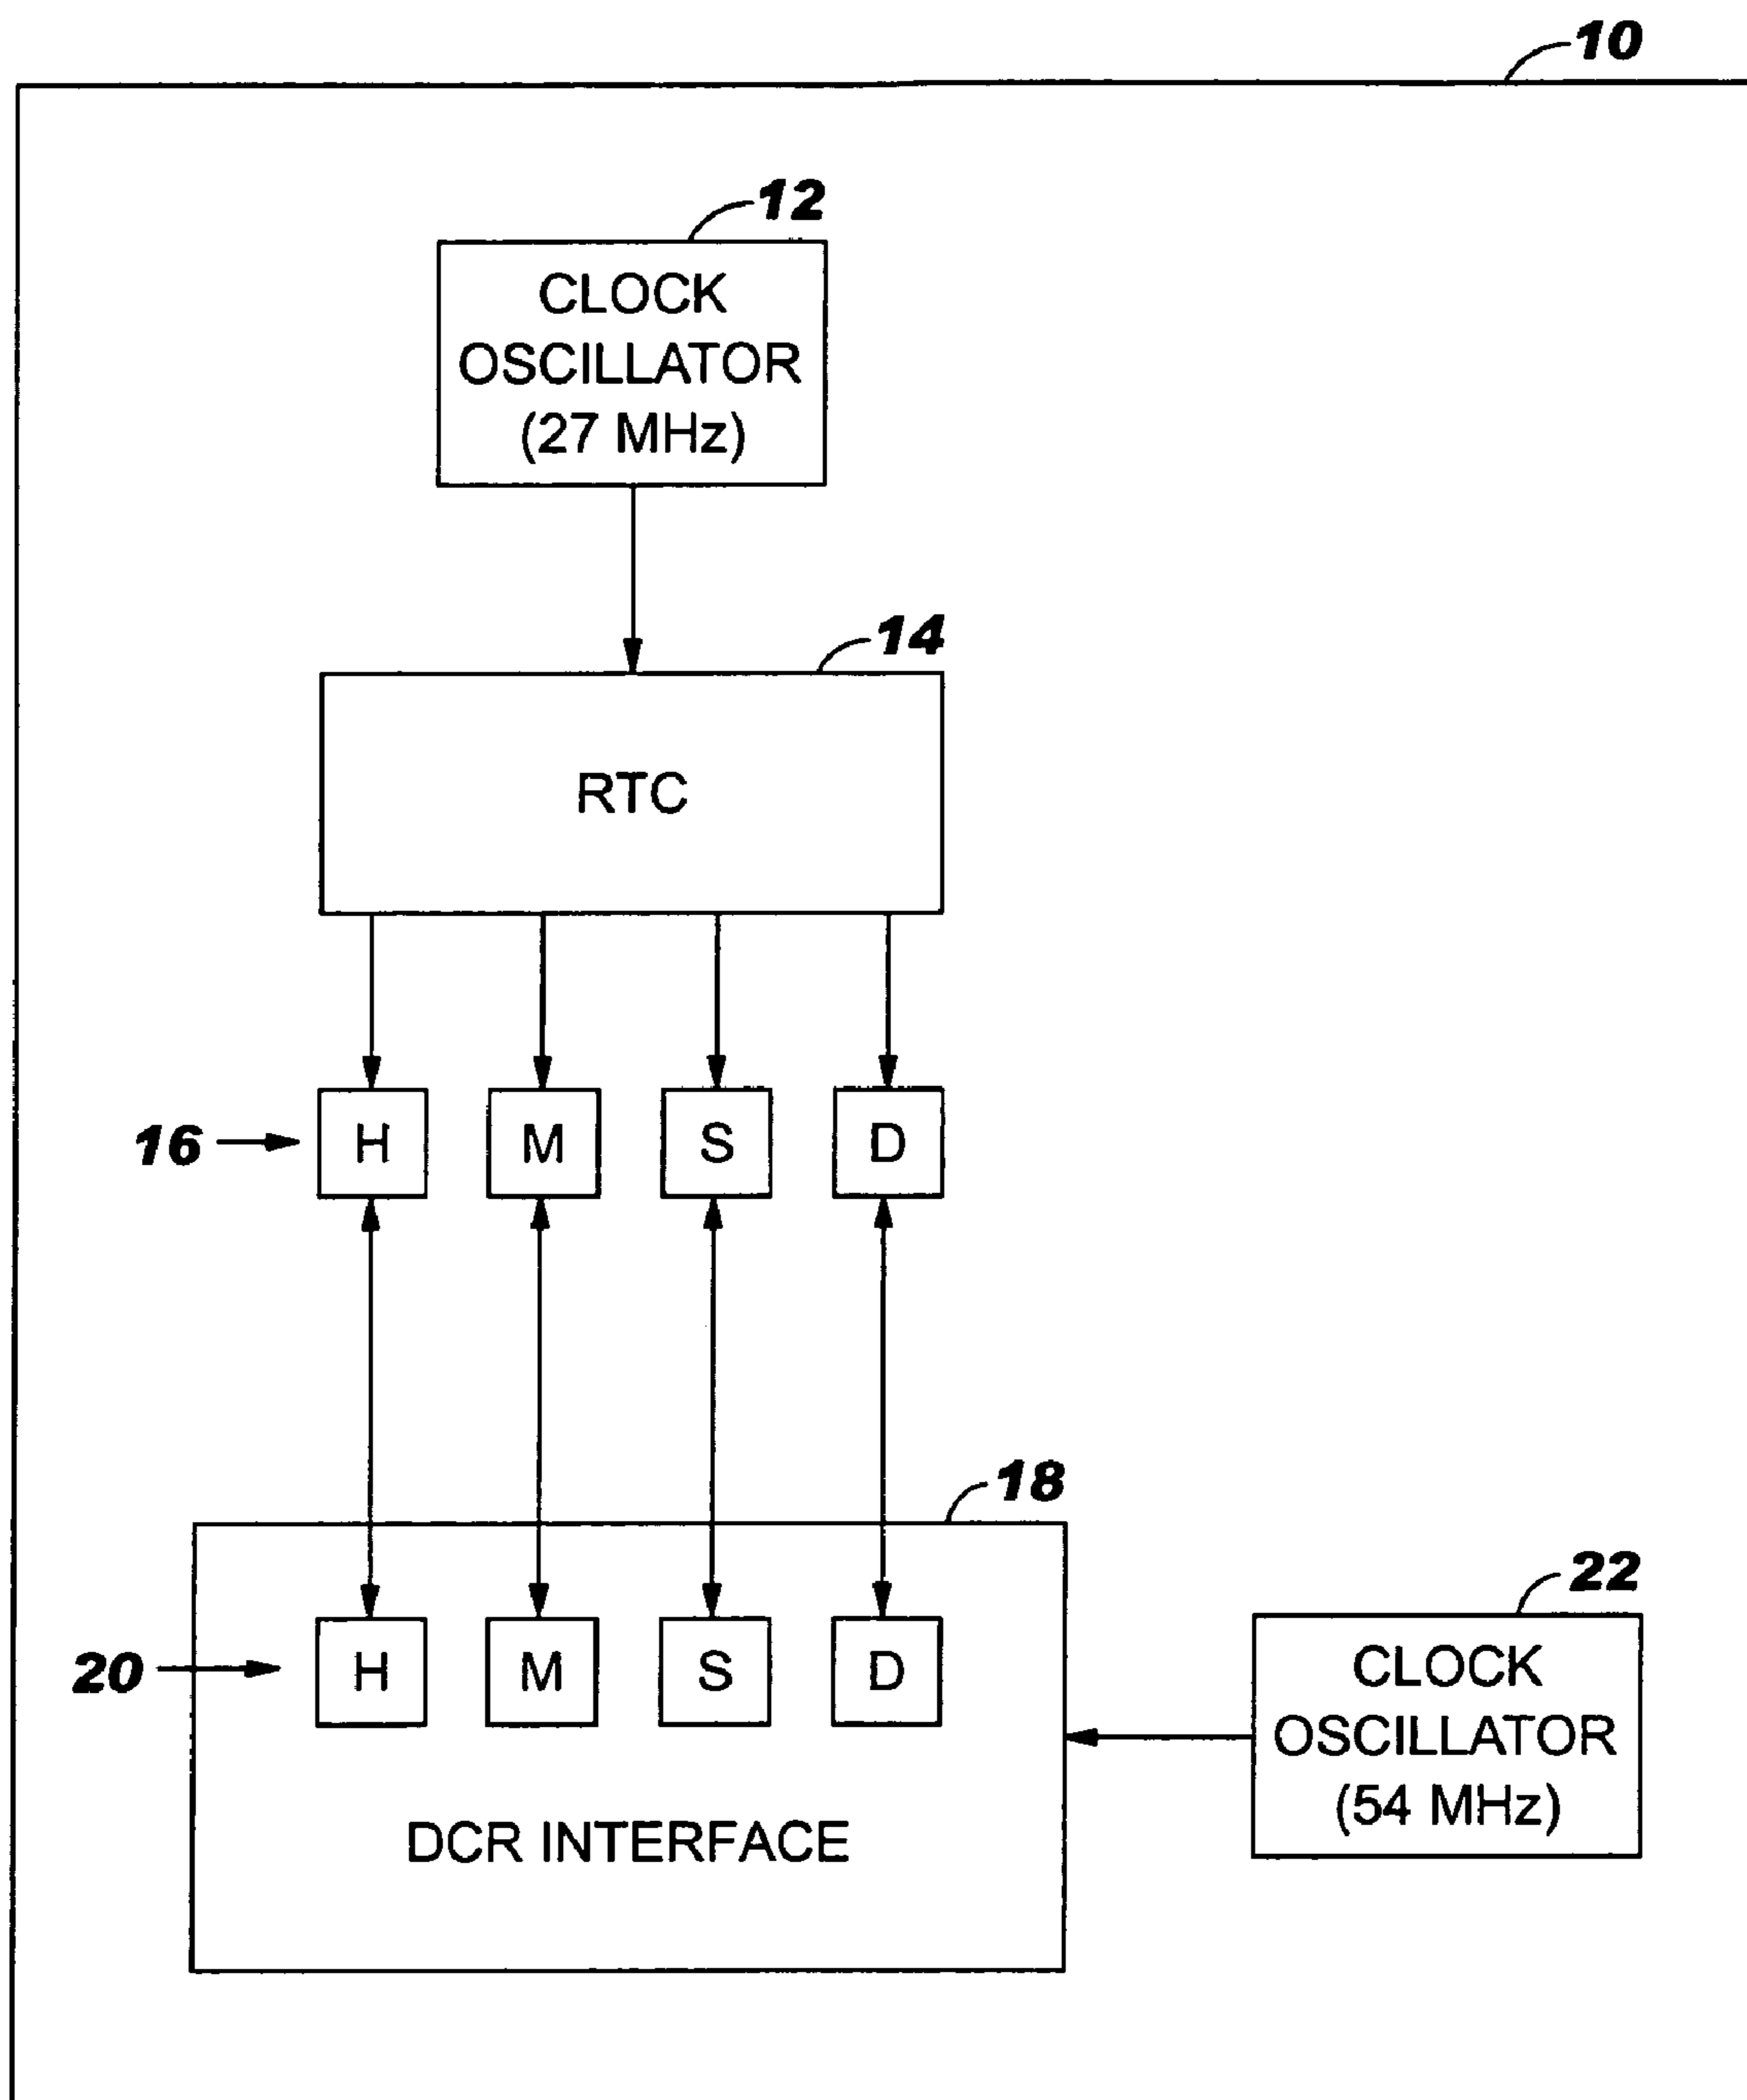 10
12
CLOCK
OSCILLATOR
(27 MHz)
14
RTC
16
H M S D
18
22
20
H M S D
CLOCK
OSCILLATOR
(54 MHz)
DCR INTERFACE